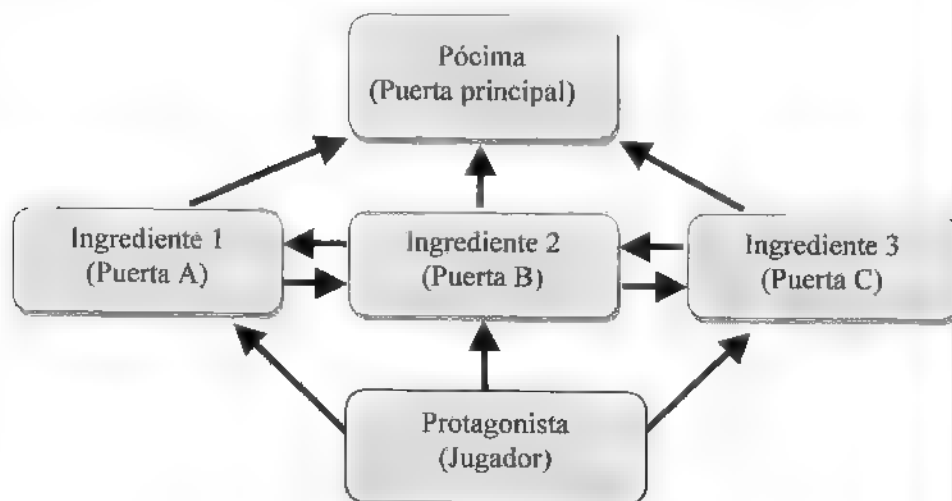 Pócima
(Puerta principal)
Ingrediente 1
(Puerta A)
Ingrediente 2
(Puerta B)
Ingrediente 3
(Puerta C)
Protagonista
(Jugador)